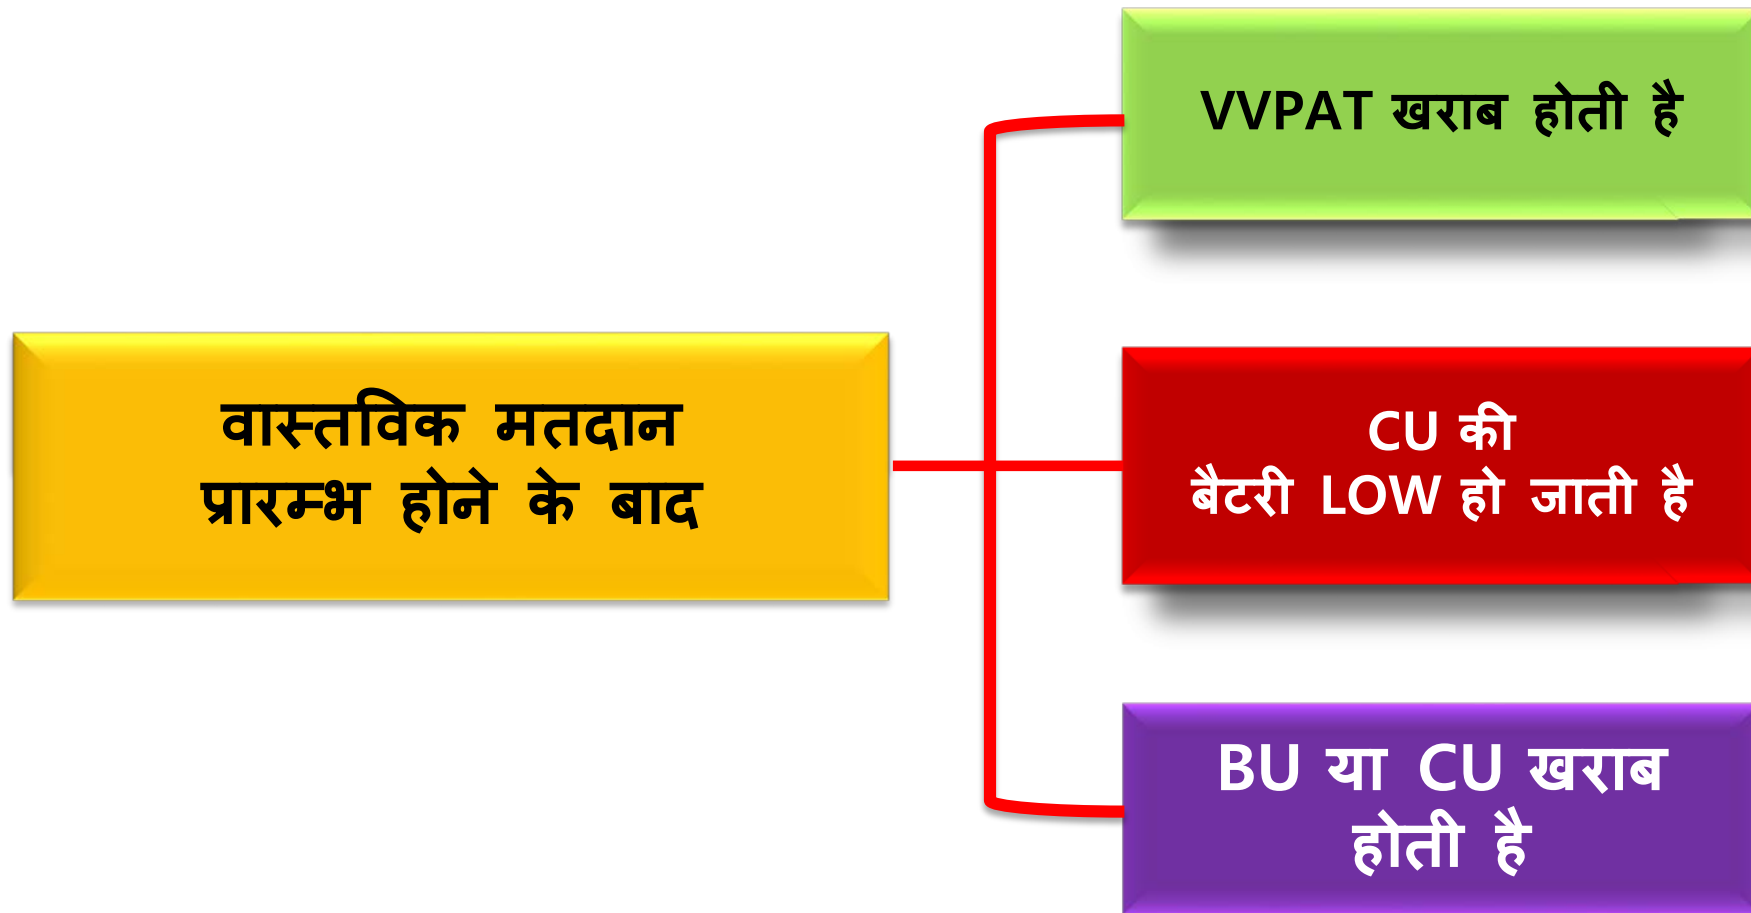 VVPAT खराब होती है
वास्तविक मतदान
प्रारम्भ होने के बाद
CU की
बैटरी LOW हो जाती है
BU या CU खराब
होती है